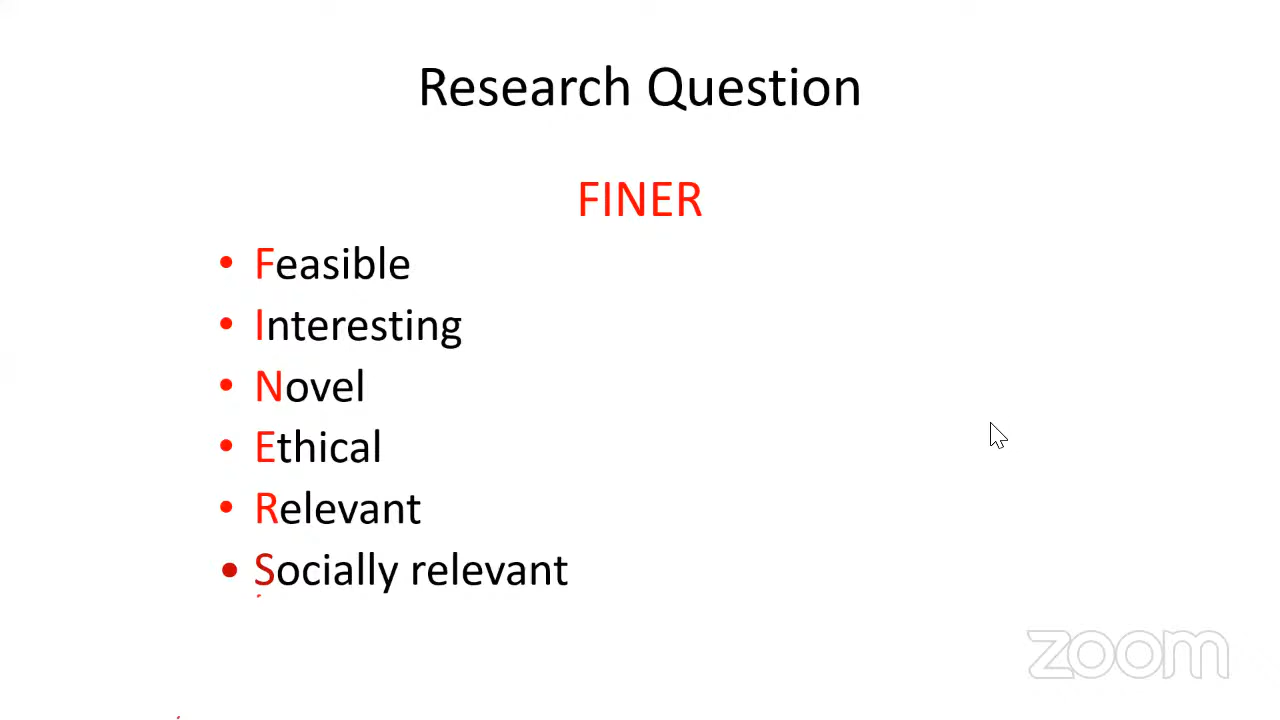 Research Question
FINER
• Feasible
• Interesting
• Novel
• Ethical
• Relevant
• Socially relevant
zoom